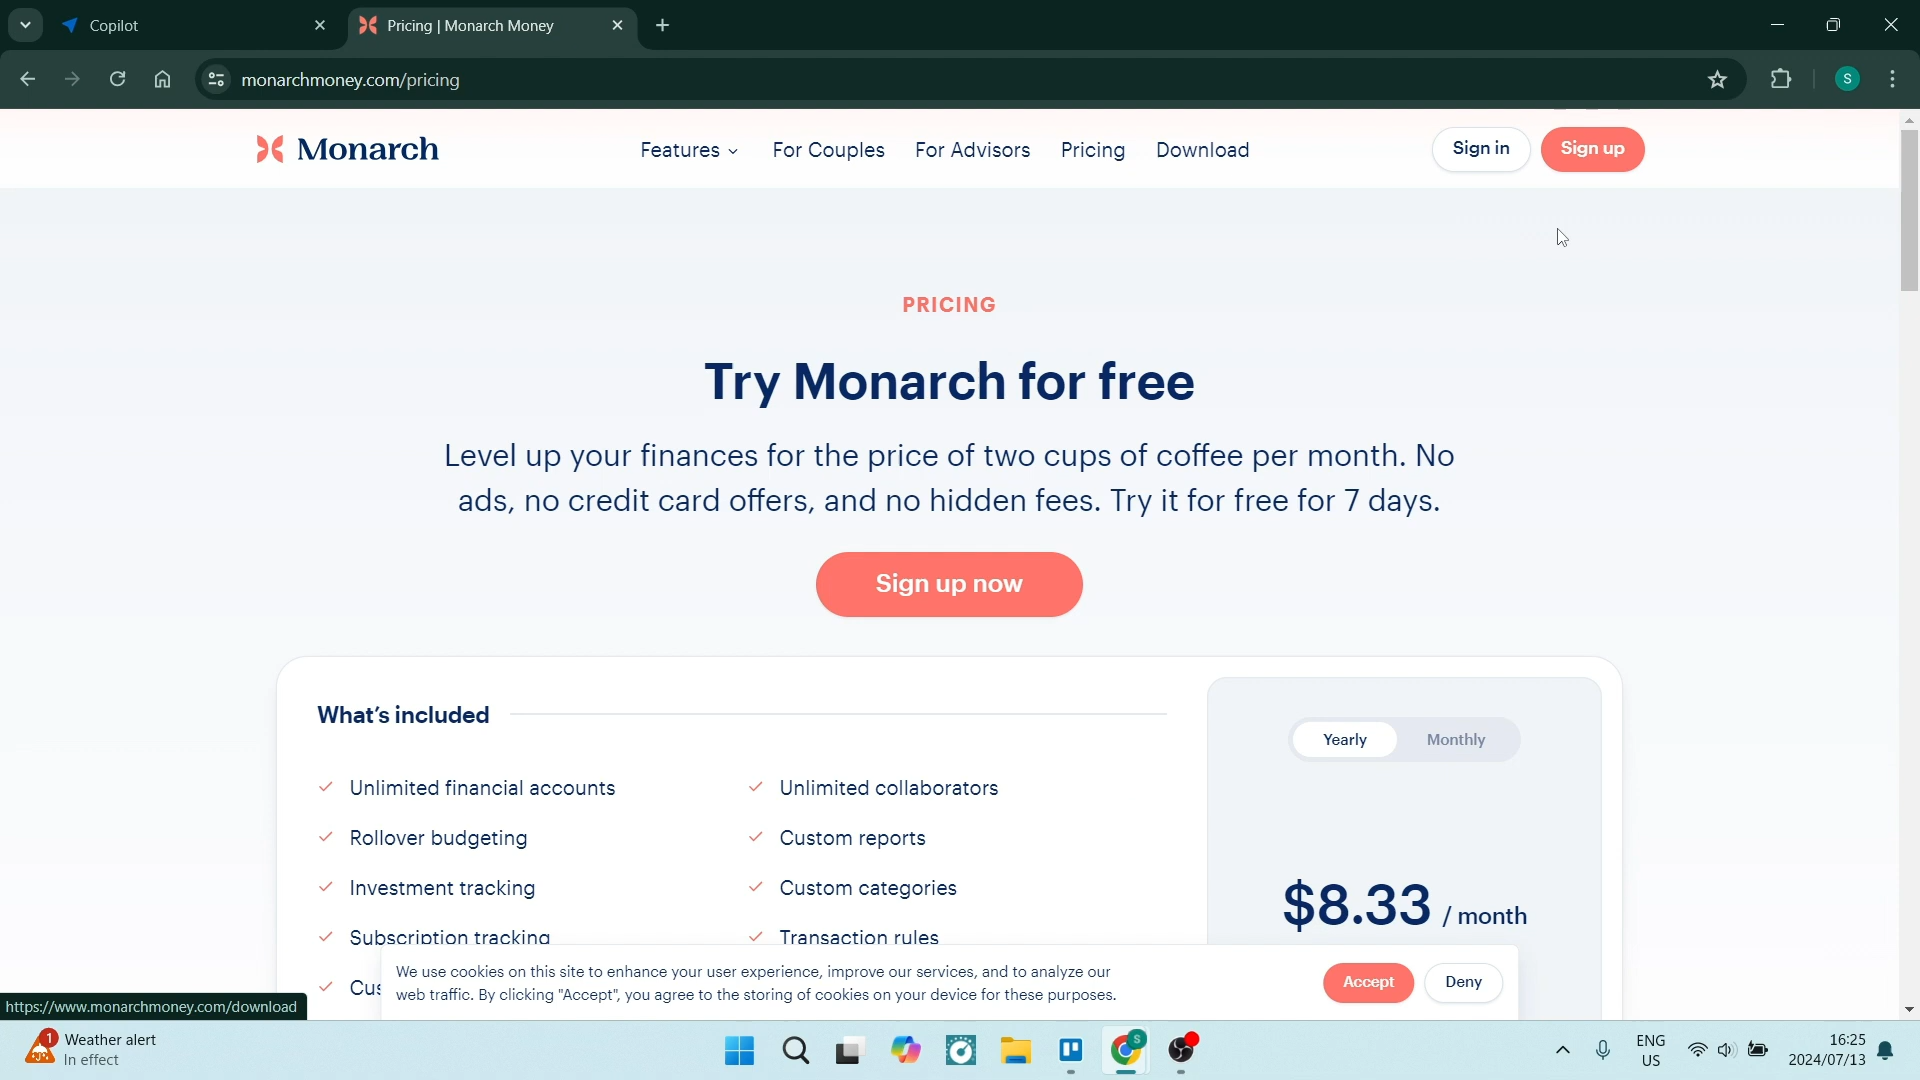 Copilot
Pricing | Monarch Money
monarchmoney.com/pricing
S
Monarch
Features
For Couples
For Advisors
Pricing
Download
Sign in
Sign up
PRICING
Try Monarch for free
Level up your finances for the price of two cups of coffee per month. No
ads, no credit card offers, and no hidden fees. Try it for free for 7 days.
Sign up now
What's included
Unlimited financial accounts
Unlimited collaborators
Rollover budgeting
Custom reports
Investment tracking
Custom categories
Subscription tracking
Transaction rules
Yearly
Monthly
$8.33 / month
We use cookies on this site to enhance your user experience, improve our services, and to analyze our
web traffic. By clicking "Accept", you agree to the storing of cookies on your device for these purposes.
Accept
Deny
https://www.monarchmoney.com/download
1
Weather alert
In effect
S
ENG
US
16:25
2024/07/13